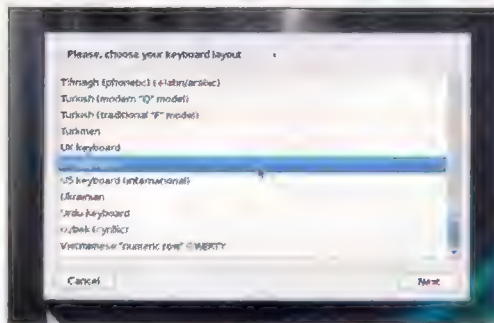 Please, choose your keyboard layout
Tifinagh (phonetic) (+latin/arabic)
Turkish (modern "Q" model)
Turkish (traditional "F" model)
Turkmen
UK keyboard
US keyboard (international)
Ukrainian
Urdu keyboard
Uzbek (cyrillic)
Vietnamese "numeric row" QWERTY
Cancel
Next